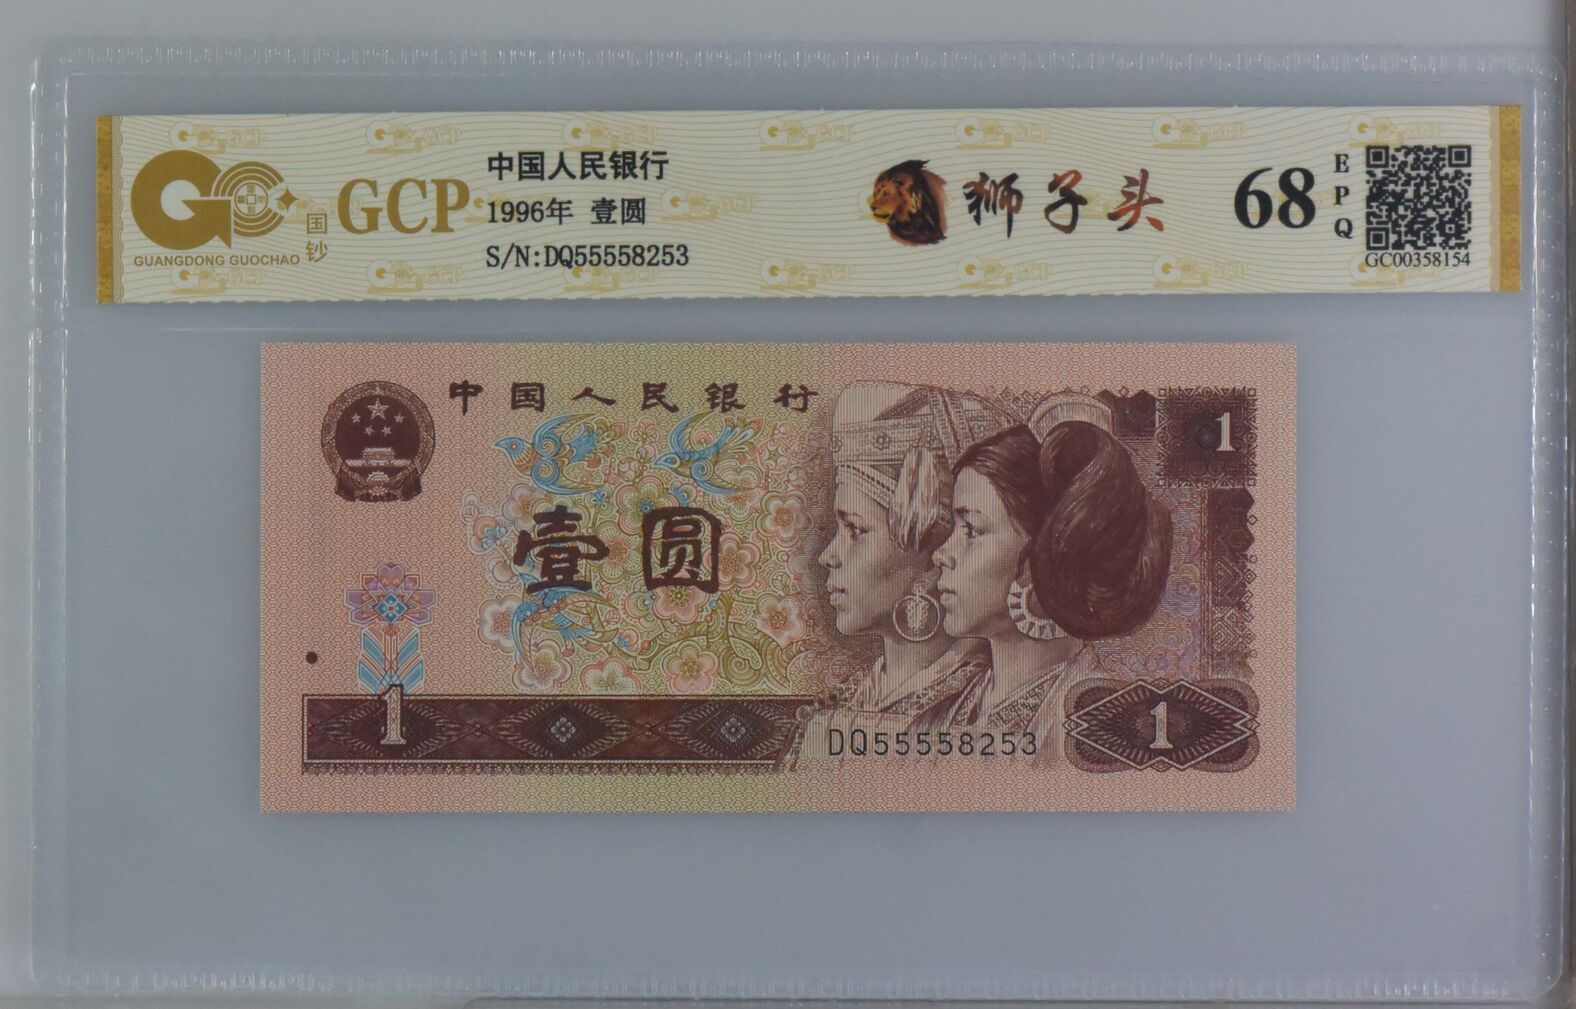 中国人民银行
1996年 壹圆
S/N:DQ55558253
GCP
国钞
GUANGDONG GUOCHAO
狮子头
68
EPQ
GC00358154
中国人民银行
1
壹圆
1
DQ55558253
1